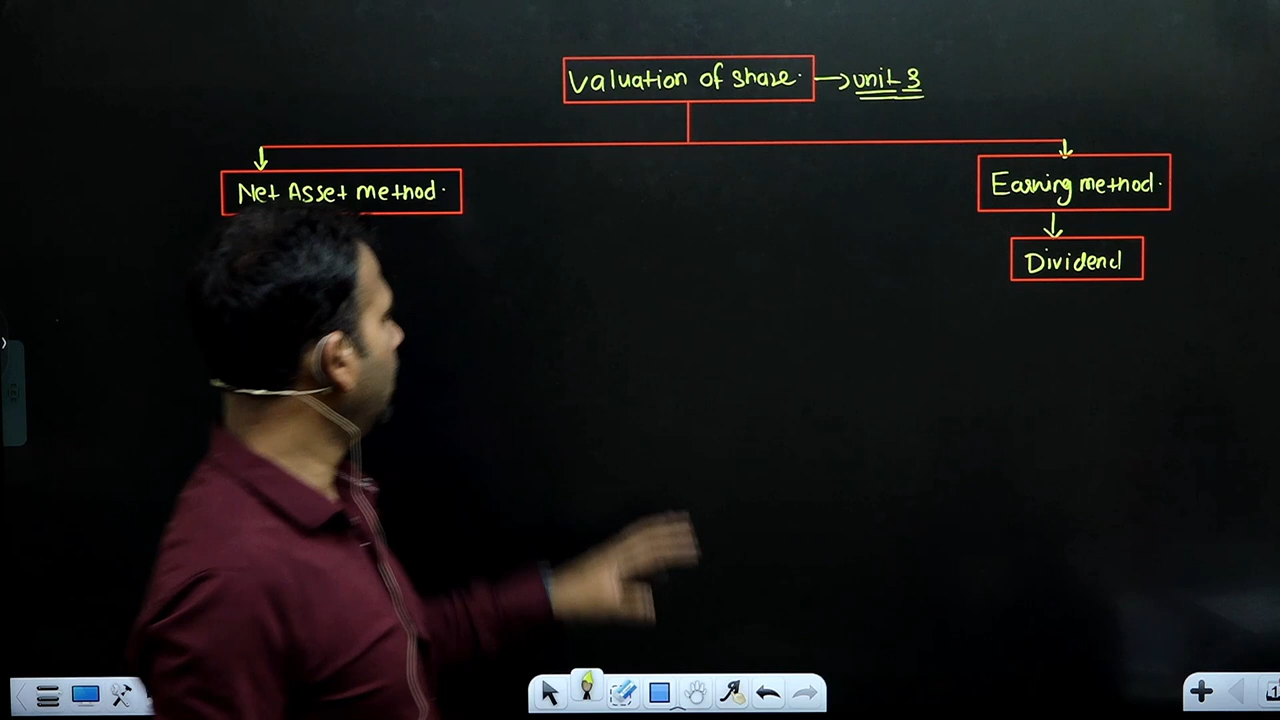 Valuation of share.
unit 3
Net Asset method.
Earning method.
Dividend